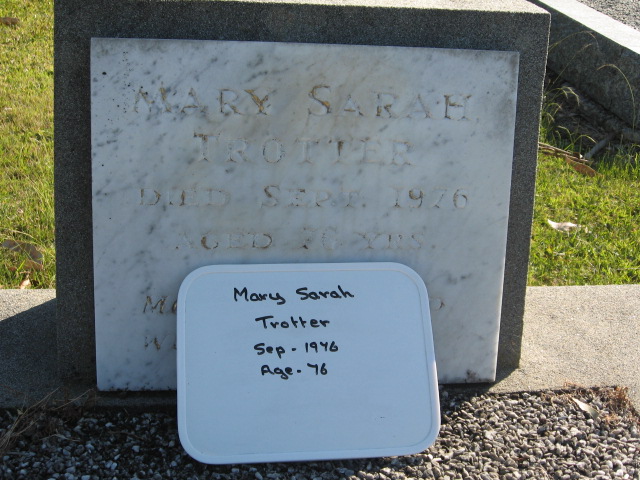 MARY SARAH
TROTTER
DIED SEPT. 1976
AGED 76 YRS.
Mary Sarah
Trotter
Sep. 1976
Age. 76